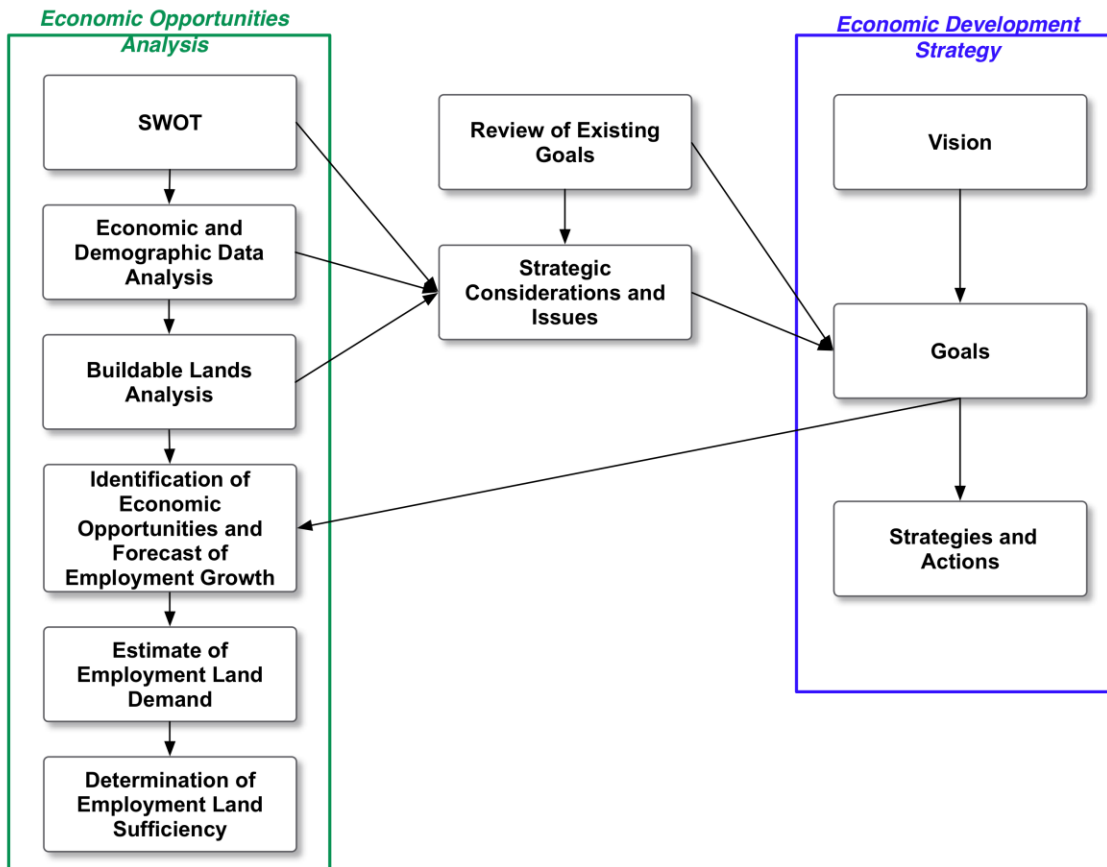 Economic Opportunities
Analysis
SWOT
Economic and
Demographic Data
Analysis
Buildable Lands
Analysis
Identification of
Economic
Opportunities and
Forecast of
Employment Growth
Estimate of
Employment Land
Demand
Determination of
Employment Land
Sufficiency
Review of Existing
Goals
Strategic
Considerations and
Issues
Economic Development
Strategy
Vision
Goals
Strategies and
Actions